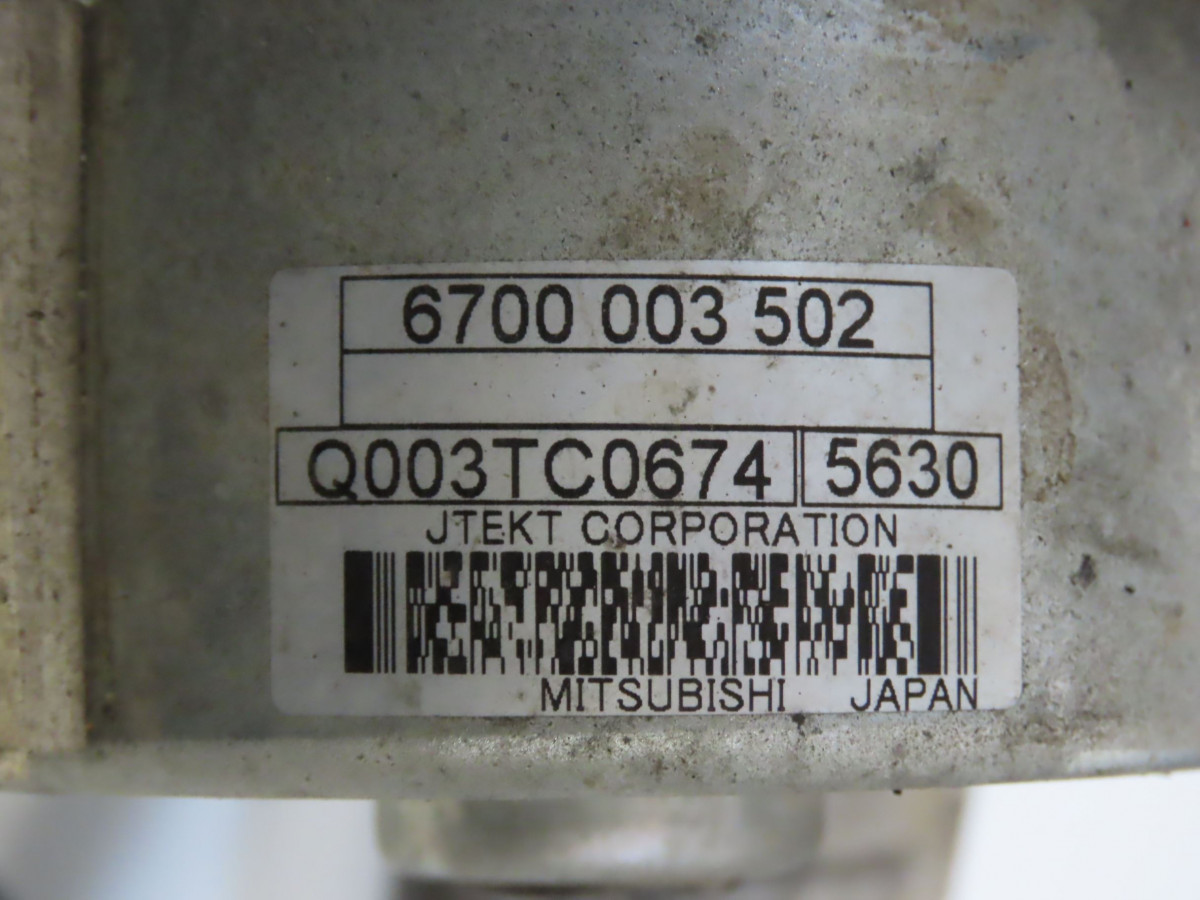 6700 003 502
Q003TC0674 5630
JTEKT CORPORATION
MITSUBISHI JAPAN